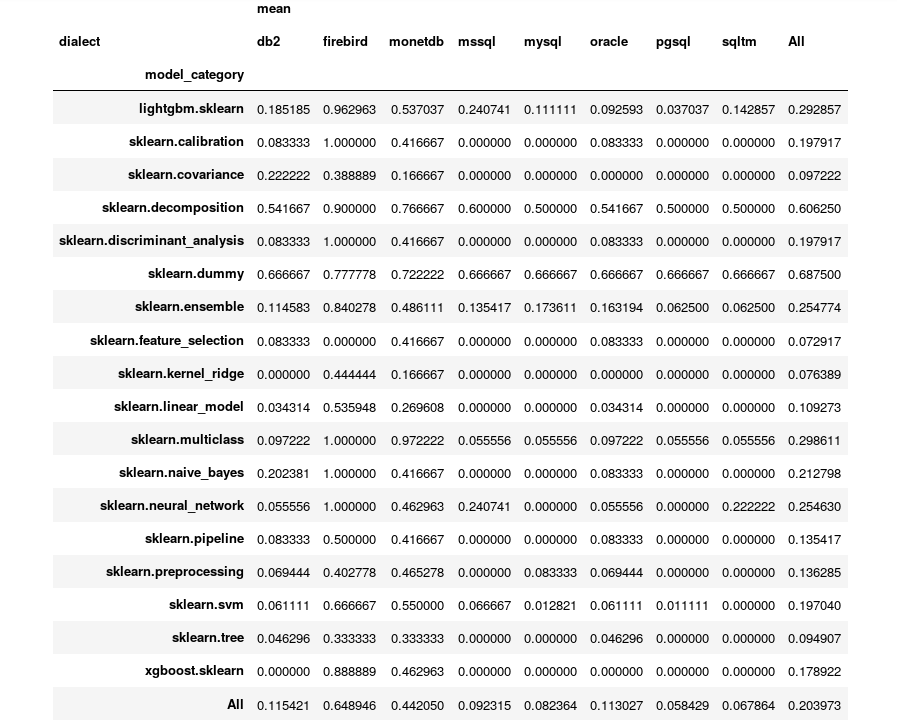 mean
dialect db2 firebird monetdb mssql mysql oracle pgsql sqltm All
model_category
lightgbm.sklearn 0.185185 0.962963 0.537037 0.240741 0.111111 0.092593 0.037037 0.142857 0.292857
sklearn.calibration 0.083333 1.000000 0.416667 0.000000 0.000000 0.083333 0.000000 0.000000 0.197917
sklearn.covariance 0.222222 0.388889 0.166667 0.000000 0.000000 0.000000 0.000000 0.000000 0.097222
sklearn.decomposition 0.541667 0.900000 0.766667 0.600000 0.500000 0.541667 0.500000 0.500000 0.606250
sklearn.discriminant_analysis 0.083333 1.000000 0.416667 0.000000 0.000000 0.083333 0.000000 0.000000 0.197917
sklearn.dummy 0.666667 0.777778 0.722222 0.666667 0.666667 0.666667 0.666667 0.666667 0.687500
sklearn.ensemble 0.114583 0.840278 0.486111 0.135417 0.173611 0.163194 0.062500 0.062500 0.254774
sklearn.feature_selection 0.083333 0.000000 0.416667 0.000000 0.000000 0.083333 0.000000 0.000000 0.072917
sklearn.kernel_ridge 0.000000 0.444444 0.166667 0.000000 0.000000 0.000000 0.000000 0.000000 0.076389
sklearn.linear_model 0.034314 0.535948 0.269608 0.000000 0.000000 0.034314 0.000000 0.000000 0.109273
sklearn.multiclass 0.097222 1.000000 0.972222 0.055556 0.055556 0.097222 0.055556 0.055556 0.298611
sklearn.naive_bayes 0.202381 1.000000 0.416667 0.000000 0.000000 0.083333 0.000000 0.000000 0.212798
sklearn.neural_network 0.055556 1.000000 0.462963 0.240741 0.000000 0.055556 0.000000 0.222222 0.254630
sklearn.pipeline 0.083333 0.500000 0.416667 0.000000 0.000000 0.083333 0.000000 0.000000 0.135417
sklearn.preprocessing 0.069444 0.402778 0.465278 0.000000 0.083333 0.069444 0.000000 0.000000 0.136285
sklearn.svm 0.061111 0.666667 0.550000 0.066667 0.012821 0.061111 0.011111 0.000000 0.197040
sklearn.tree 0.046296 0.333333 0.333333 0.000000 0.000000 0.046296 0.000000 0.000000 0.094907
xgboost.sklearn 0.000000 0.888889 0.462963 0.000000 0.000000 0.000000 0.000000 0.000000 0.178922
All 0.115421 0.648946 0.442050 0.092315 0.082364 0.113027 0.058429 0.067864 0.203973